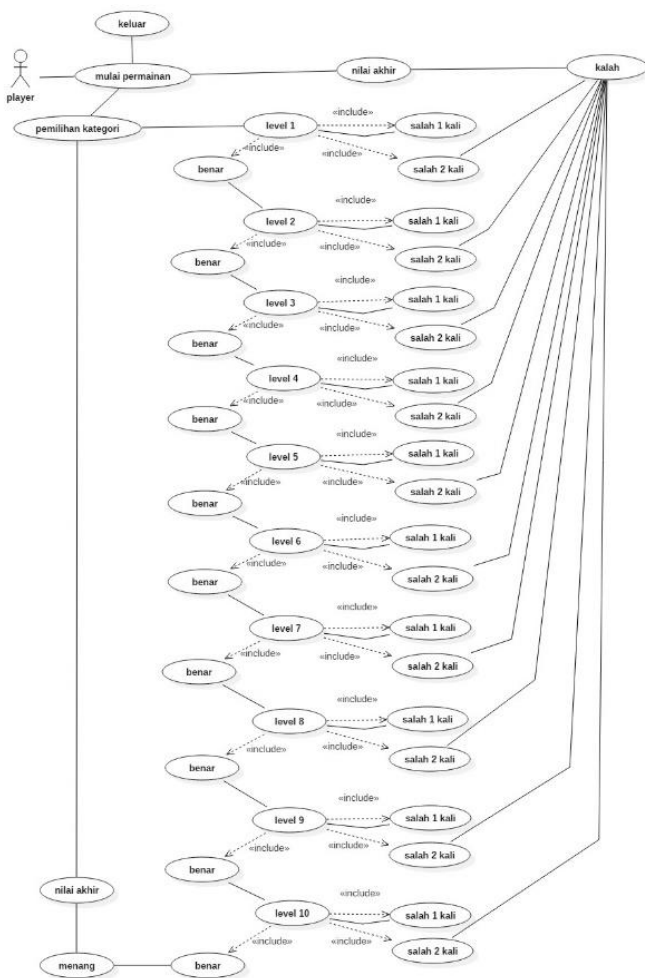 keluar
mulai permainan
nilai akhir
kalah
player
pemilihan kategori
level 1
«include»
salah 1 kali
«include»
«include»
salah 2 kali
benar
level 2
«include»
salah 1 kali
«include»
«include»
salah 2 kali
benar
level 3
«include»
salah 1 kali
«include»
«include»
salah 2 kali
benar
level 4
«include»
salah 1 kali
«include»
«include»
salah 2 kali
benar
level 5
«include»
salah 1 kali
«include»
«include»
salah 2 kali
benar
level 6
«include»
salah 1 kali
«include»
«include»
salah 2 kali
benar
level 7
«include»
salah 1 kali
«include»
«include»
salah 2 kali
benar
level 8
«include»
salah 1 kali
«include»
«include»
salah 2 kali
benar
level 9
«include»
salah 1 kali
«include»
«include»
salah 2 kali
benar
nilai akhir
level 10
«include»
salah 1 kali
«include»
«include»
salah 2 kali
menang
benar